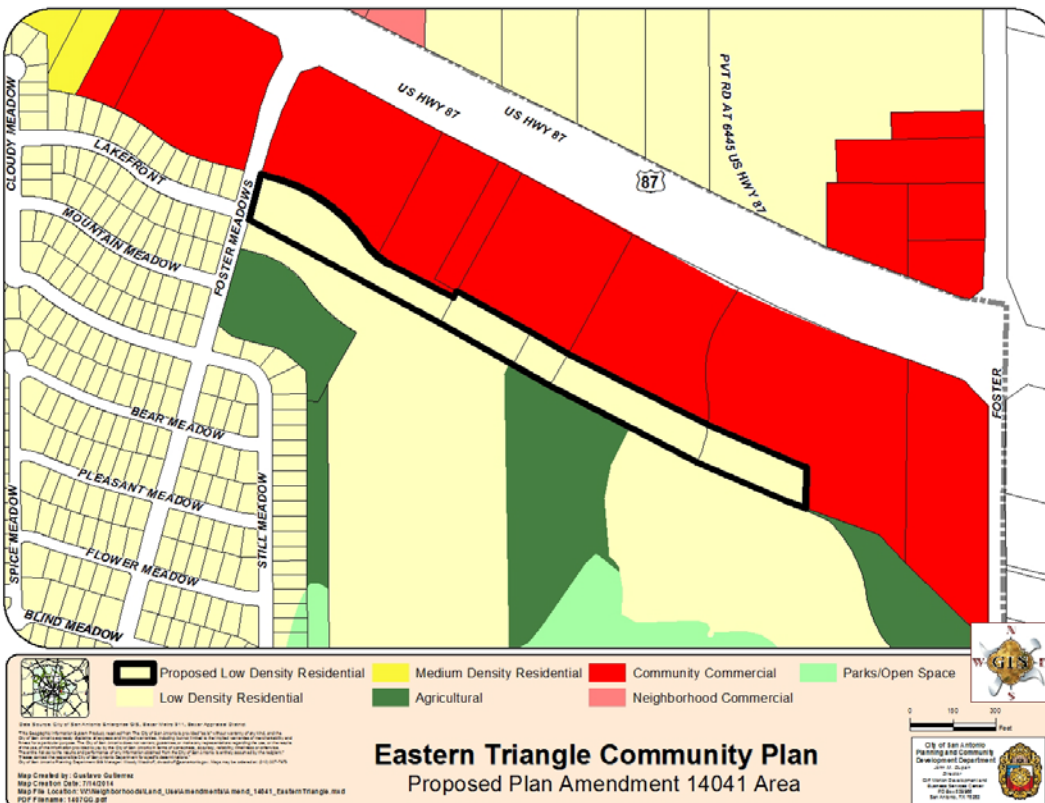 US HWY 87
US HWY 87
PVT RD AT 6445 US HWY 87
87
CLOUDY MEADOW
LAKEFRONT
MOUNTAIN MEADOW
FOSTER MEADOWS
BEAR MEADOW
PLEASANT MEADOW
FLOWER MEADOW
BLIND MEADOW
SPICE MEADOW
STILL MEADOW
FOSTER
Proposed Low Density Residential
Medium Density Residential
Community Commercial
Parks/Open Space
Low Density Residential
Agricultural
Neighborhood Commercial
N
W GIS E
S
Eastern Triangle Community Plan
Proposed Plan Amendment 14041 Area
Map Created by: Gustavo Gutierrez
Map Creation Date: 7/14/2014
PDF Filename: 1407GG.pdf
Feet
City of San Antonio
Planning and Community
Development Department